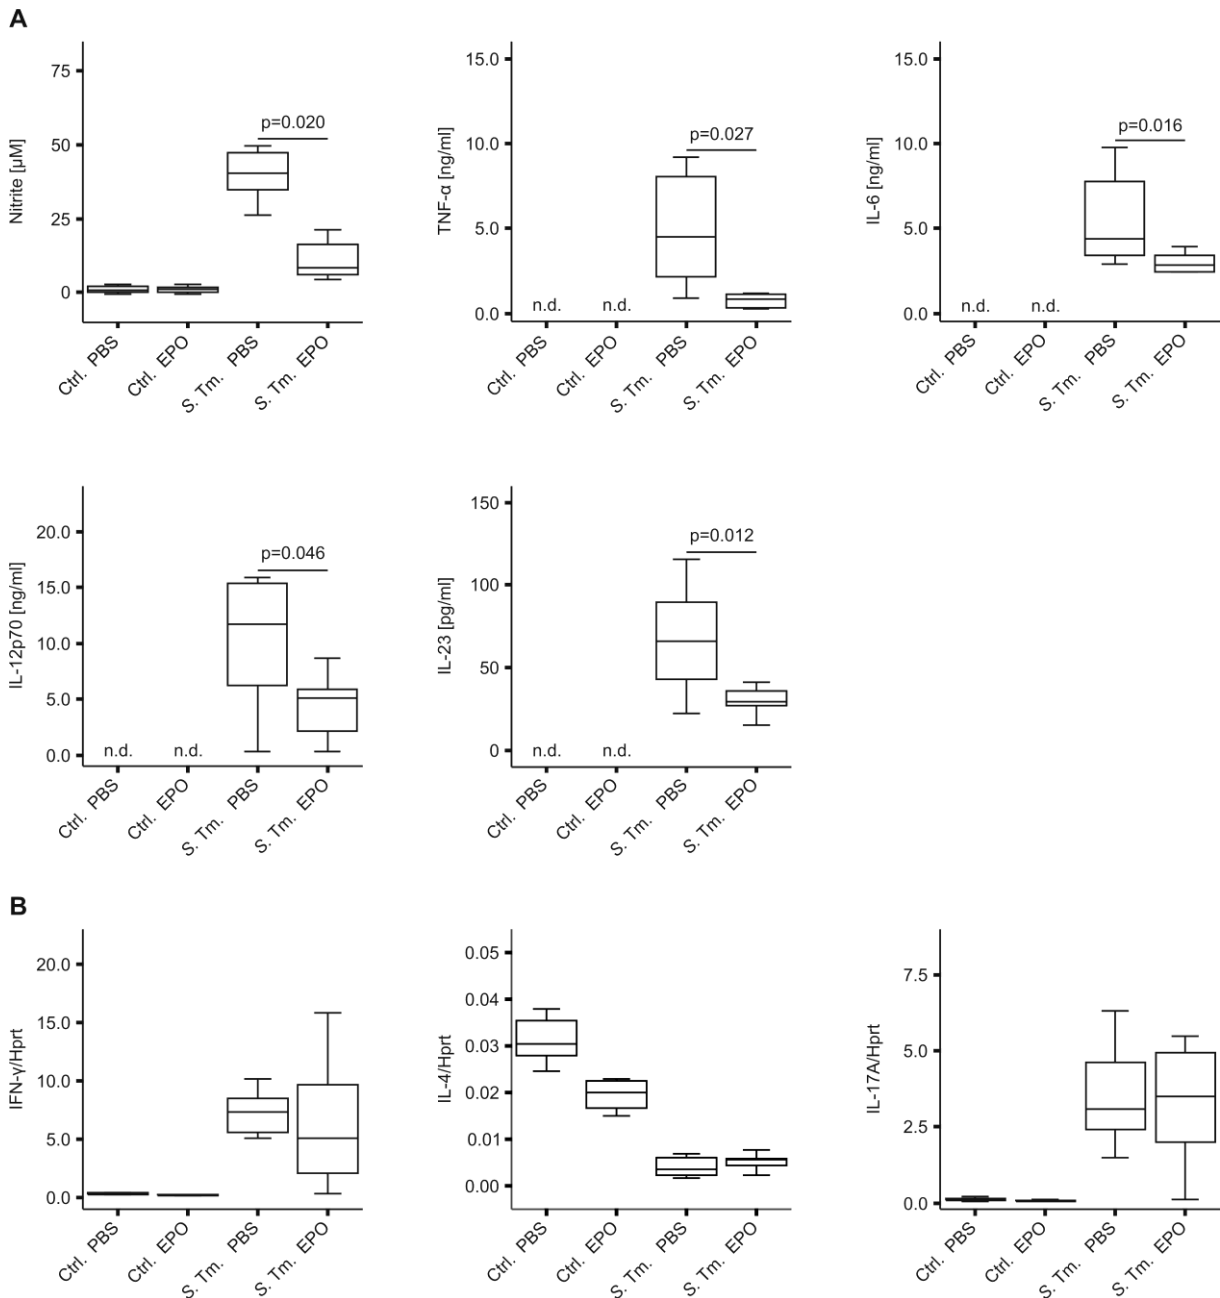 A
Nitrite [µM]
75
50
25
0
p=0.020
Ctrl. PBS
Ctrl. EPO
S. Tm. PBS
S. Tm. EPO
TNF-α [ng/ml]
15.0
10.0
5.0
0.0
n.d.
n.d.
p=0.027
Ctrl. PBS
Ctrl. EPO
S. Tm. PBS
S. Tm. EPO
IL-6 [ng/ml]
15.0
10.0
5.0
0.0
n.d.
n.d.
p=0.016
Ctrl. PBS
Ctrl. EPO
S. Tm. PBS
S. Tm. EPO
IL-12p70 [ng/ml]
20.0
15.0
10.0
5.0
0.0
n.d.
n.d.
p=0.046
Ctrl. PBS
Ctrl. EPO
S. Tm. PBS
S. Tm. EPO
IL-23 [pg/ml]
150
100
50
0
n.d.
n.d.
p=0.012
Ctrl. PBS
Ctrl. EPO
S. Tm. PBS
S. Tm. EPO
B
IFN-γ/Hprt
20.0
15.0
10.0
5.0
0.0
Ctrl. PBS
Ctrl. EPO
S. Tm. PBS
S. Tm. EPO
IL-4/Hprt
0.05
0.04
0.03
0.02
0.01
0.00
Ctrl. PBS
Ctrl. EPO
S. Tm. PBS
S. Tm. EPO
IL-17A/Hprt
7.5
5.0
2.5
0.0
Ctrl. PBS
Ctrl. EPO
S. Tm. PBS
S. Tm. EPO